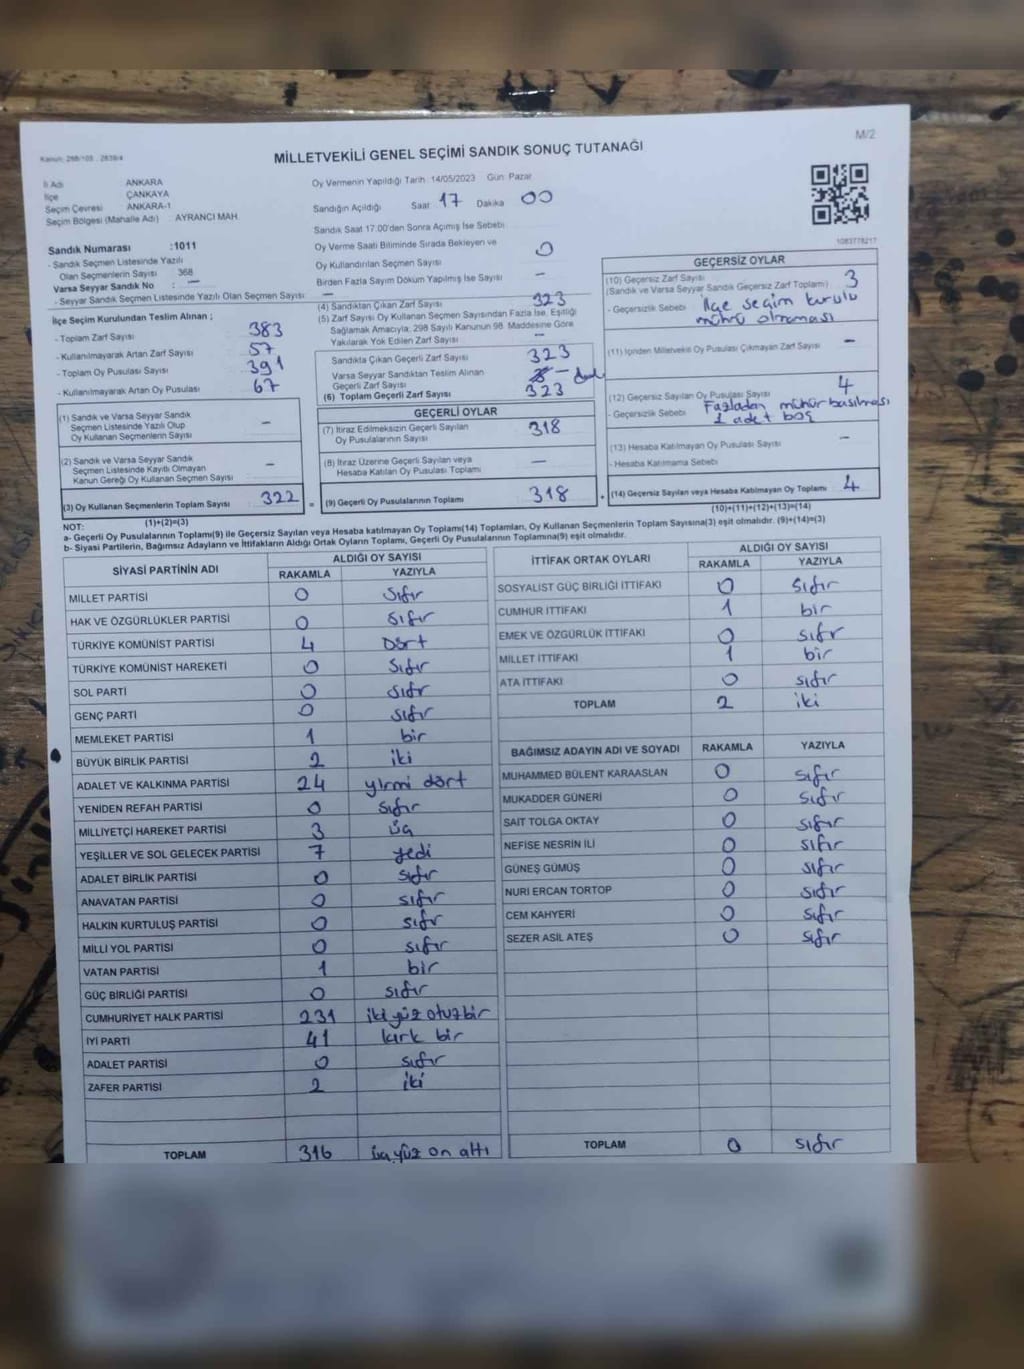 M/2
Kanun: 298/105 , 2839/4
MİLLETVEKİLİ GENEL SEÇİMİ SANDIK SONUÇ TUTANAĞI
İl Adı ANKARA
İlçe ÇANKAYA
Seçim Çevresi ANKARA-1
Seçim Bölgesi (Mahalle Adı) : AYRANCI MAH.
Sandık Numarası :1011
- Sandık Seçmen Listesinde Yazılı
Olan Seçmenlerin Sayısı : 368
Varsa Seyyar Sandık No : —
- Seyyar Sandık Seçmen Listesinde Yazılı Olan Seçmen Sayısı: —
Oy Vermenin Yapıldığı Tarih :14/05/2023 Gün: Pazar
Sandığın Açıldığı Saat 17 Dakika 00
Sandık Saat 17.00'den Sonra Açımış İse Sebebi
Oy Verme Saati Bitiminde Sırada Bekleyen ve
Oy Kullandırılan Seçmen Sayısı 0
Birden Fazla Sayım Döküm Yapılmış İse Sayısı —
1083778217
İlçe Seçim Kurulundan Teslim Alınan ;
- Toplam Zarf Sayısı 383
- Kullanılmayarak Artan Zarf Sayısı 57
- Toplam Oy Pusulası Sayısı 391
- Kullanılmayarak Artan Oy Pusulası 67
(1) Sandık ve Varsa Seyyar Sandık
Seçmen Listesinde Yazılı Olup
Oy Kullanan Seçmenlerin Sayısı —
(2) Sandık ve Varsa Seyyar Sandık
Seçmen Listesinde Kayıtlı Olmayan
Kanun Gereği Oy Kullanan Seçmen Sayısı —
(3) Oy Kullanan Seçmenlerin Toplam Sayısı 322
(1)+(2)=(3)
(4) Sandıktan Çıkan Zarf Sayısı 323
(5) Zarf Sayısı Oy Kullanan Seçmen Sayısından Fazla İse, Eşitliği
Sağlamak Amacıyla; 298 Sayılı Kanunun 98. Maddesine Göre
Yakılarak Yok Edilen Zarf Sayısı —
Sandıkta Çıkan Geçerli Zarf Sayısı 323
Varsa Seyyar Sandıktan Teslim Alınan
Geçerli Zarf Sayısı —
(6) Toplam Geçerli Zarf Sayısı 323
GEÇERLİ OYLAR
(7) İtiraz Edilmeksizin Geçerli Sayılan
Oy Pusulalarının Sayısı 318
(8) İtiraz Üzerine Geçerli Sayılan veya
Hesaba Katılan Oy Pusulası Toplamı —
= (9) Geçerli Oy Pusulalarının Toplamı 318
GEÇERSİZ OYLAR
(10) Geçersiz Zarf Sayısı
(Sandık ve Varsa Seyyar Sandık Geçersiz Zarf Toplamı) 3
- Geçersizlik Sebebi : İlçe seçim kurulu
mührü olmaması
(11) İçinden Milletvekili Oy Pusulası Çıkmayan Zarf Sayısı —
(12) Geçersiz Sayılan Oy Pusulası Sayısı 4
- Geçersizlik Sebebi : Fazladan mühür basılması
1 adet boş
(13) Hesaba Katılmayan Oy Pusulası Sayısı —
- Hesaba Katılmama Sebebi
+ (14) Geçersiz Sayılan veya Hesaba Katılmayan Oy Toplamı 4
(10)+(11)+(12)+(13)=(14)
NOT:
a- Geçerli Oy Pusulalarının Toplamı(9) ile Geçersiz Sayılan veya Hesaba katılmayan Oy Toplamı(14) Toplamları, Oy Kullanan Seçmenlerin Toplam Sayısına(3) eşit olmalıdır. (9)+(14)=(3)
b- Siyasi Partilerin, Bağımsız Adayların ve İttifakların Aldığı Oyların Toplamı, Geçerli Oy Pusulalarının Toplamına(9) eşit olmalıdır.
SİYASİ PARTİNİN ADI ALDIĞI OY SAYISI
RAKAMLA YAZIYLA
MİLLET PARTİSİ 0 Sıfır
HAK VE ÖZGÜRLÜKLER PARTİSİ 0 Sıfır
TÜRKİYE KOMÜNİST PARTİSİ 4 Dört
TÜRKİYE KOMÜNİST HAREKETİ 0 Sıfır
SOL PARTİ 0 Sıfır
GENÇ PARTİ 0 sıfır
MEMLEKET PARTİSİ 1 bir
BÜYÜK BİRLİK PARTİSİ 2 iki
ADALET VE KALKINMA PARTİSİ 24 yirmi dört
YENİDEN REFAH PARTİSİ 0 sıfır
MİLLİYETÇİ HAREKET PARTİSİ 3 üç
YEŞİLLER VE SOL GELECEK PARTİSİ 7 yedi
ADALET BİRLİK PARTİSİ 0 sıfır
ANAVATAN PARTİSİ 0 sıfır
HALKIN KURTULUŞ PARTİSİ 0 sıfır
MİLLİ YOL PARTİSİ 0 sıfır
VATAN PARTİSİ 1 bir
GÜÇ BİRLİĞİ PARTİSİ 0 sıfır
CUMHURİYET HALK PARTİSİ 231 iki yüz otuz bir
İYİ PARTİ 41 kırk bir
ADALET PARTİSİ 0 sıfır
ZAFER PARTİSİ 2 iki
TOPLAM 316 üç yüz on altı
İTTİFAK ORTAK OYLARI ALDIĞI OY SAYISI
RAKAMLA YAZIYLA
SOSYALİST GÜÇ BİRLİĞİ İTTİFAKI 0 sıfır
CUMHUR İTTİFAKI 1 bir
EMEK VE ÖZGÜRLÜK İTTİFAKI 0 sıfır
MİLLET İTTİFAKI 1 bir
ATA İTTİFAKI 0 sıfır
TOPLAM 2 iki
BAĞIMSIZ ADAYIN ADI VE SOYADI RAKAMLA YAZIYLA
MUHAMMED BÜLENT KARAASLAN 0 sıfır
MUKADDER GÜNERİ 0 sıfır
SAİT TOLGA OKTAY 0 sıfır
NEFİSE NESRİN İLİ 0 sıfır
GÜNEŞ GÜMÜŞ 0 sıfır
NURİ ERCAN TORTOP 0 sıfır
CEM KAHYERİ 0 sıfır
SEZER ASİL ATEŞ 0 sıfır
TOPLAM 0 sıfır